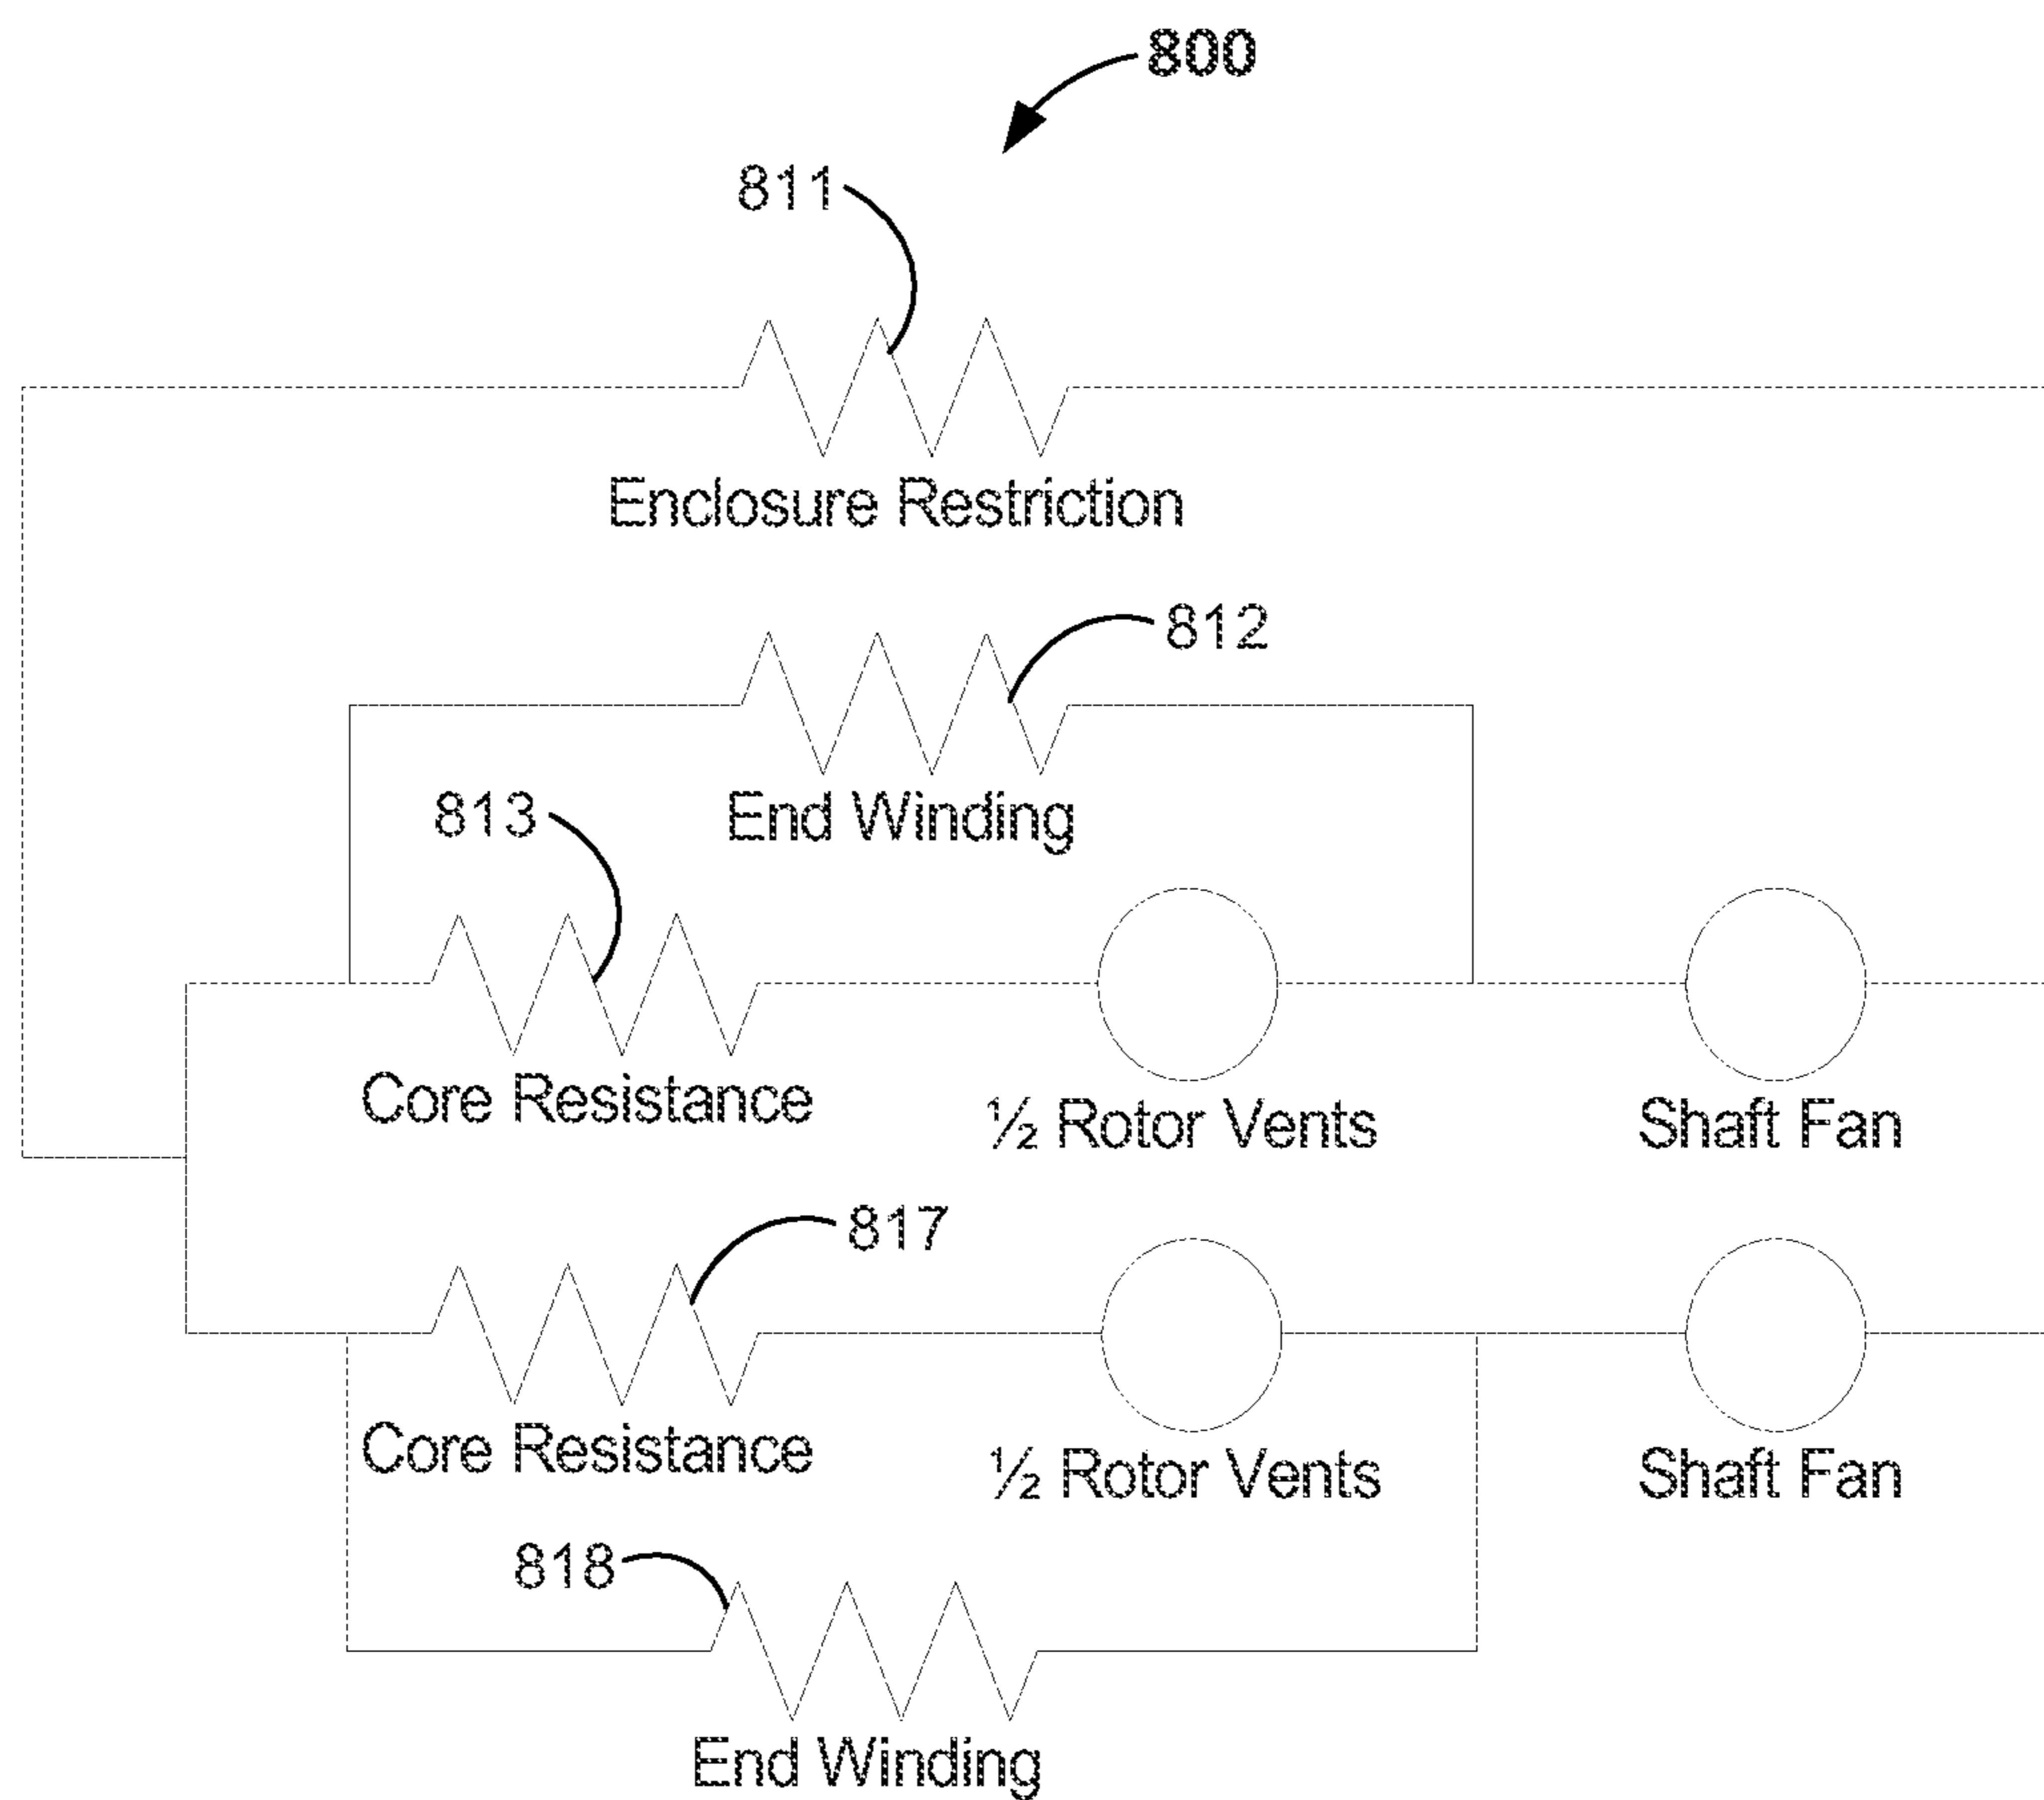 800
811
Enclosure Restriction
812
End Winding
813
Core Resistance
½ Rotor Vents
Shaft Fan
817
Core Resistance
½ Rotor Vents
Shaft Fan
818
End Winding